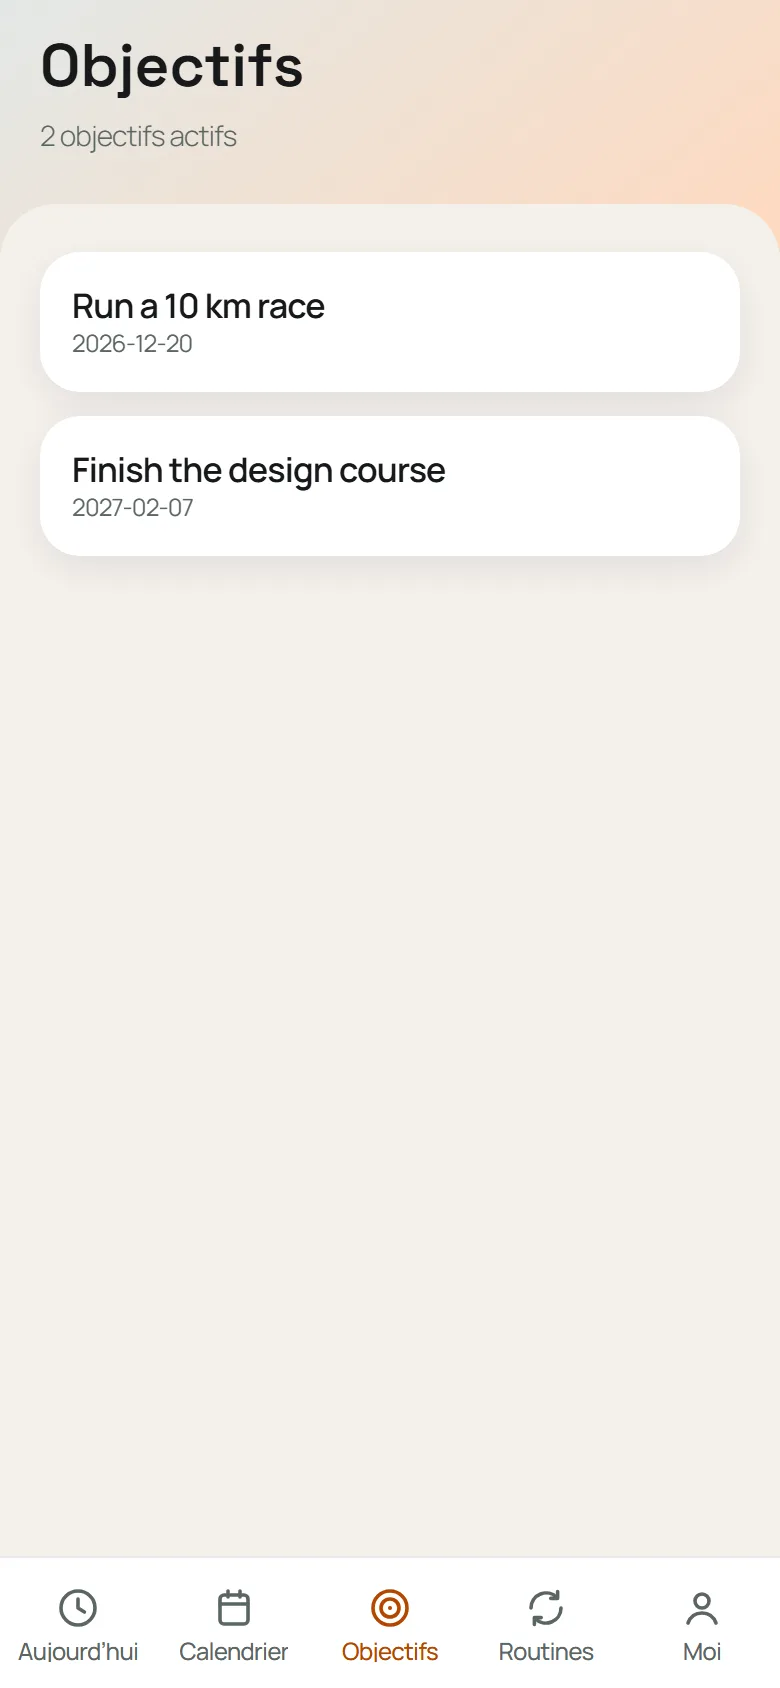 Objectifs
2 objectifs actifs
Run a 10 km race
2026-12-20
Finish the design course
2027-02-07
Aujourd’hui
Calendrier
Objectifs
Routines
Moi